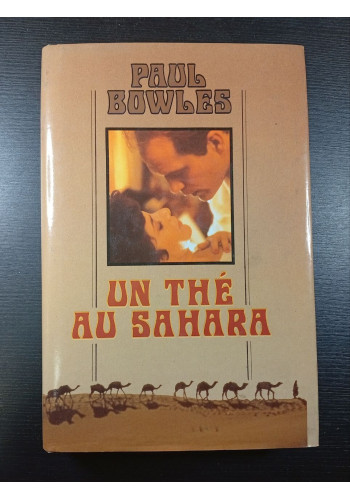 PAUL
BOWLES
UN THÉ
AU SAHARA